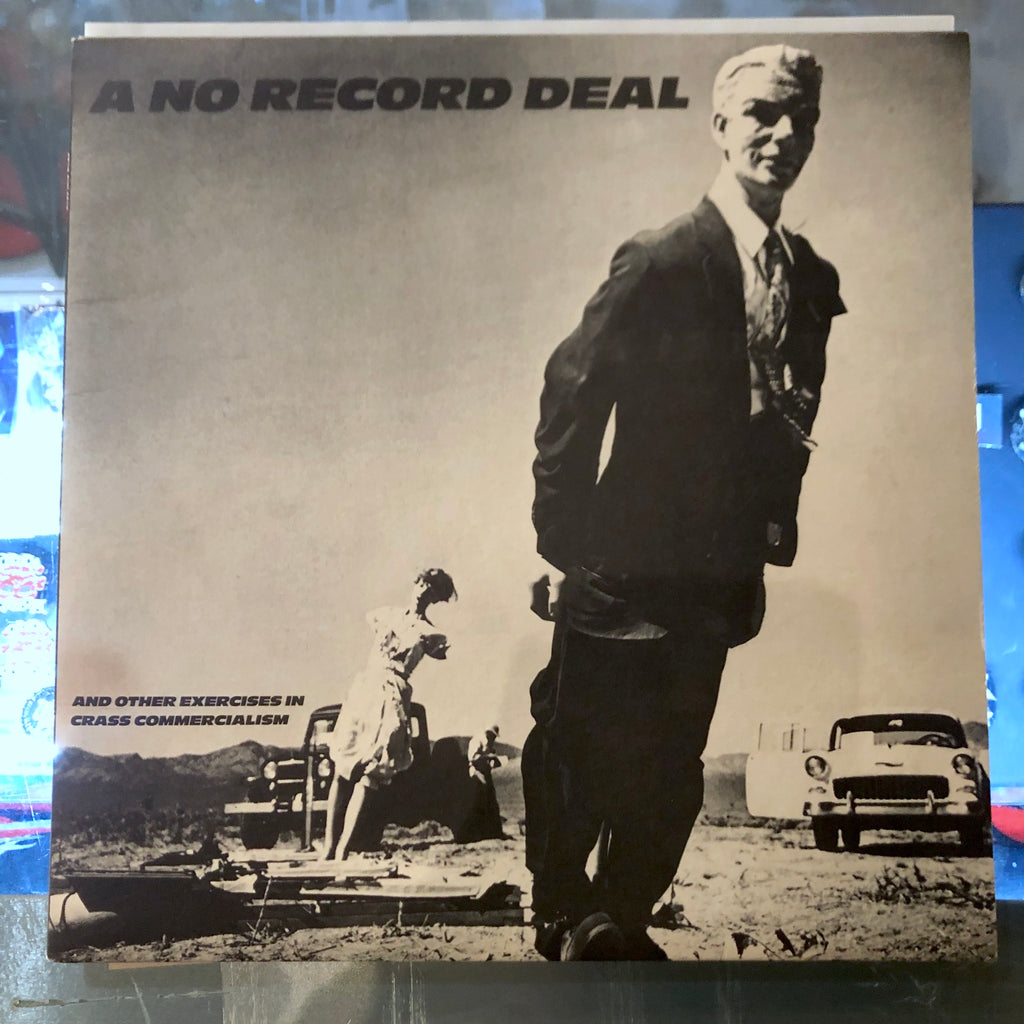 A NO RECORD DEAL
AND OTHER EXERCISES IN
CRASS COMMERCIALISM